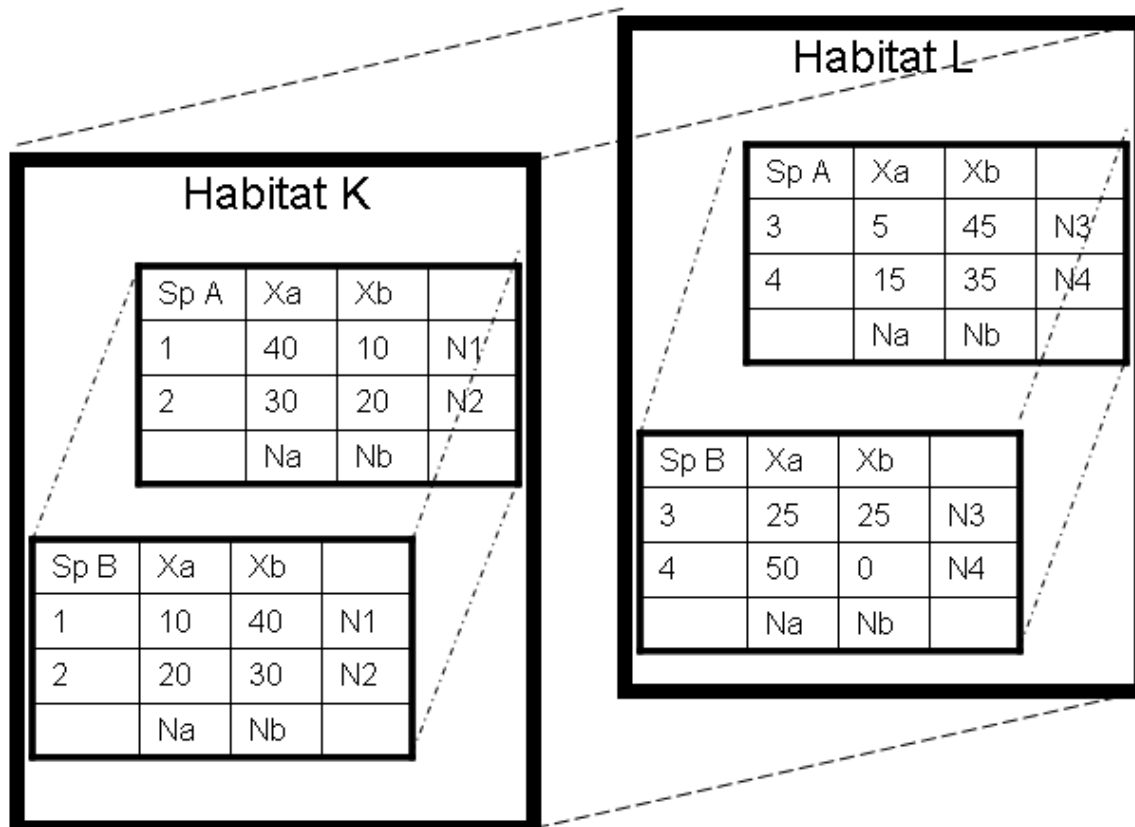 Habitat K
Sp A Xa Xb
1 40 10 N1
2 30 20 N2
Na Nb
Sp B Xa Xb
1 10 40 N1
2 20 30 N2
Na Nb
Habitat L
Sp A Xa Xb
3 5 45 N3
4 15 35 N4
Na Nb
Sp B Xa Xb
3 25 25 N3
4 50 0 N4
Na Nb